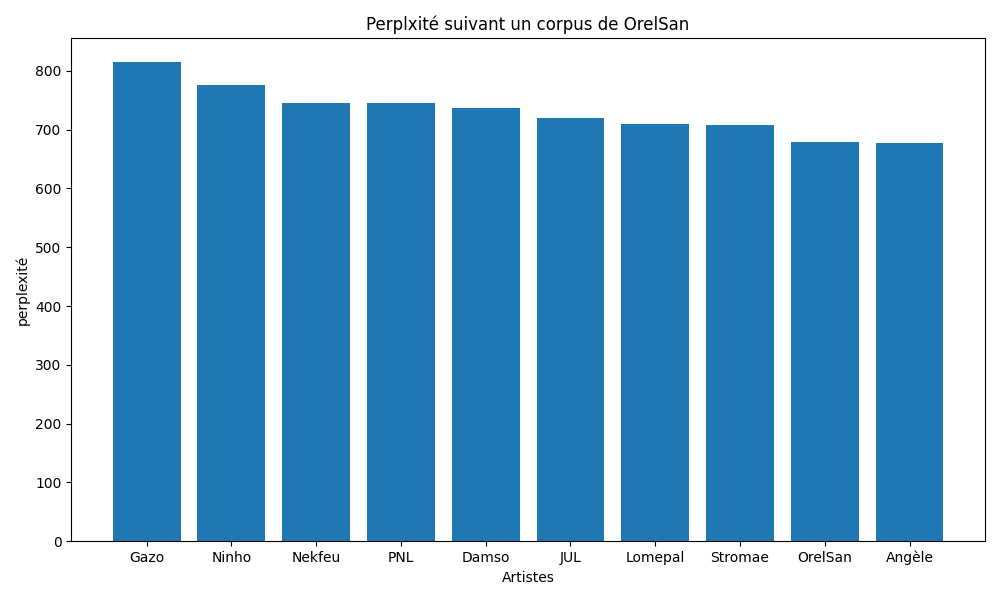 Perplxité suivant un corpus de OrelSan
perplexité
800
700
600
500
400
300
200
100
0
Gazo Ninho Nekfeu PNL Damso JUL Lomepal Stromae OrelSan Angèle
Artistes